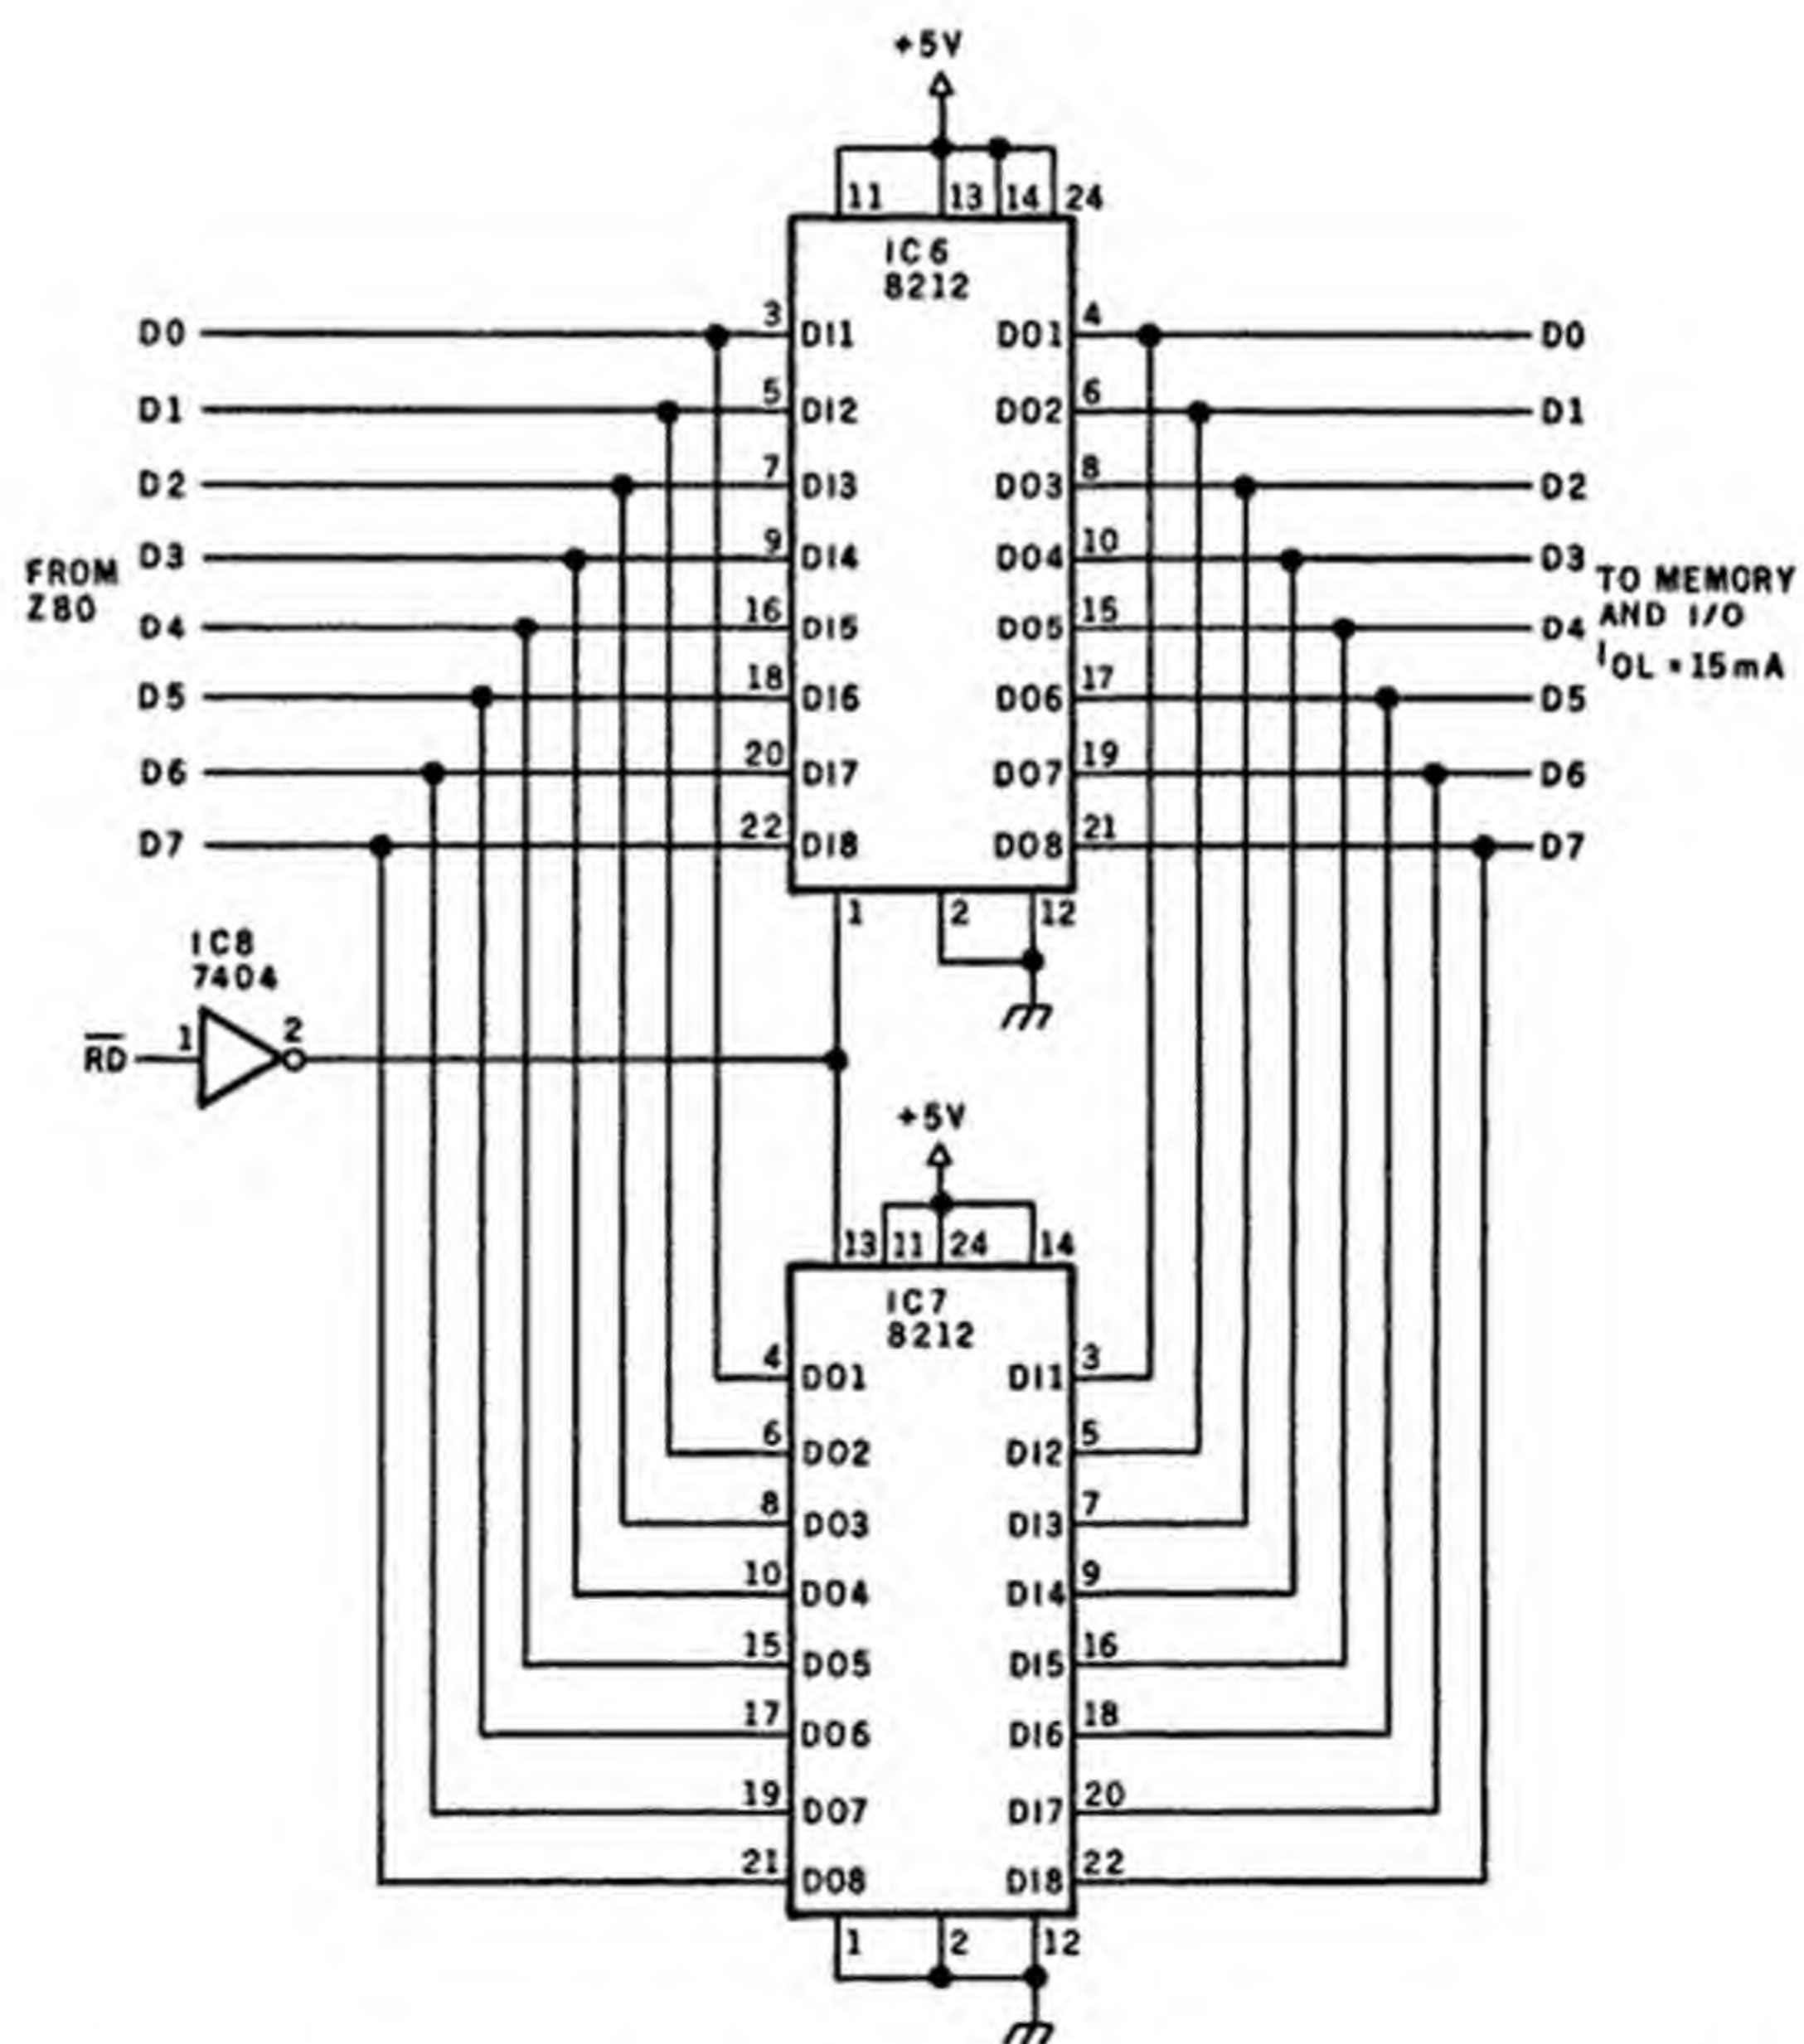 +5V
11 13 14 24
IC6
8212
D0 3 DI1 DO1 4 D0
D1 5 DI2 DO2 6 D1
D2 7 DI3 DO3 8 D2
D3 9 DI4 DO4 10 D3
FROM
Z80
TO MEMORY
AND I/O
IOL = 15mA
D4 16 DI5 DO5 15 D4
D5 18 DI6 DO6 17 D5
D6 20 DI7 DO7 19 D6
D7 22 DI8 DO8 21 D7
1 2 12
IC8
7404
R̅D̅ 1 2
+5V
13 11 24 14
IC7
8212
4 DO1 DI1 3
6 DO2 DI2 5
8 DO3 DI3 7
10 DO4 DI4 9
15 DO5 DI5 16
17 DO6 DI6 18
19 DO7 DI7 20
21 DO8 DI8 22
1 2 12